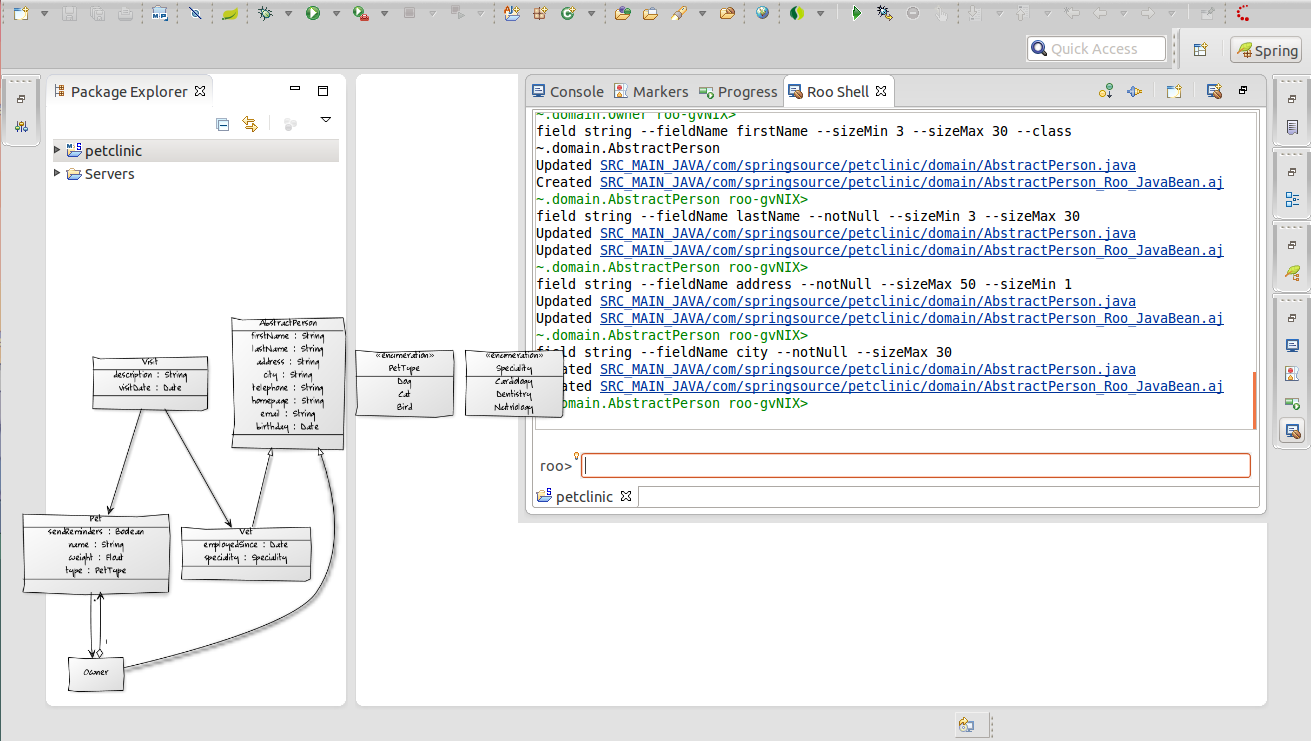 Quick Access
Spring
Package Explorer
petclinic
Servers
Console
Markers
Progress
Roo Shell
~.domain.Owner roo-gvNIX>
field string --fieldName firstName --sizeMin 3 --sizeMax 30 --class
~.domain.AbstractPerson
Updated SRC_MAIN_JAVA/com/springsource/petclinic/domain/AbstractPerson.java
Created SRC_MAIN_JAVA/com/springsource/petclinic/domain/AbstractPerson_Roo_JavaBean.aj
~.domain.AbstractPerson roo-gvNIX>
field string --fieldName lastName --notNull --sizeMin 3 --sizeMax 30
Updated SRC_MAIN_JAVA/com/springsource/petclinic/domain/AbstractPerson.java
Updated SRC_MAIN_JAVA/com/springsource/petclinic/domain/AbstractPerson_Roo_JavaBean.aj
~.domain.AbstractPerson roo-gvNIX>
field string --fieldName address --notNull --sizeMax 50 --sizeMin 1
Updated SRC_MAIN_JAVA/com/springsource/petclinic/domain/AbstractPerson.java
Updated SRC_MAIN_JAVA/com/springsource/petclinic/domain/AbstractPerson_Roo_JavaBean.aj
~.domain.AbstractPerson roo-gvNIX>
field string --fieldName city --notNull --sizeMax 30
ated SRC_MAIN_JAVA/com/springsource/petclinic/domain/AbstractPerson.java
ated SRC_MAIN_JAVA/com/springsource/petclinic/domain/AbstractPerson_Roo_JavaBean.aj
domain.AbstractPerson roo-gvNIX>
roo>
petclinic
AbstractPerson
firstName : String
lastName : String
address : String
city : String
telephone : String
homepage : String
email : String
birthday : Date
Visit
description : String
visitDate : Date
«enumeration»
PetType
Dog
Cat
Bird
«enumeration»
Speciality
Cardiology
Dentistry
Nutriology
Pet
sendReminders : Boolean
name : String
weight : Float
type : PetType
Vet
employedSince : Date
speciality : Speciality
Owner